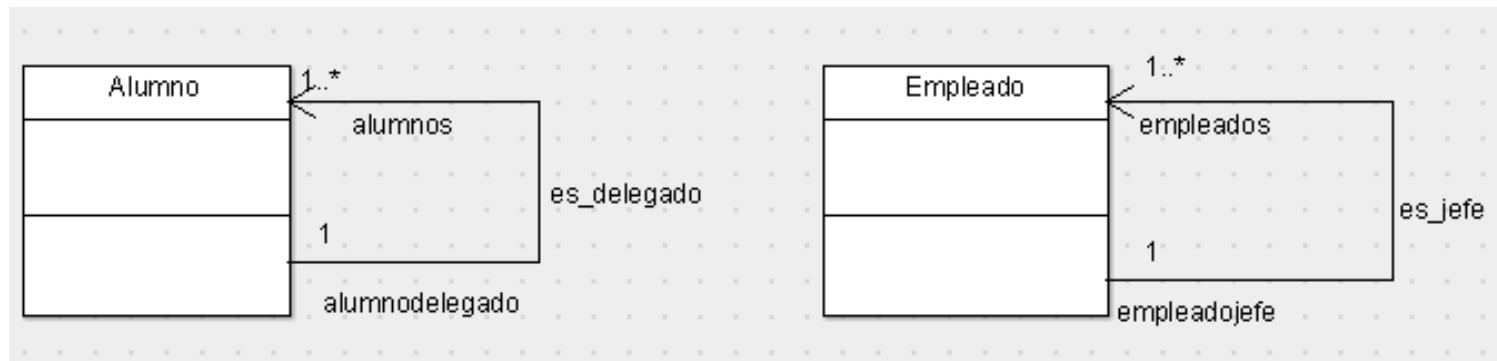 Alumno
1..*
alumnos
es_delegado
1
alumnodelegado
Empleado
1..*
empleados
es_jefe
1
empleadojefe